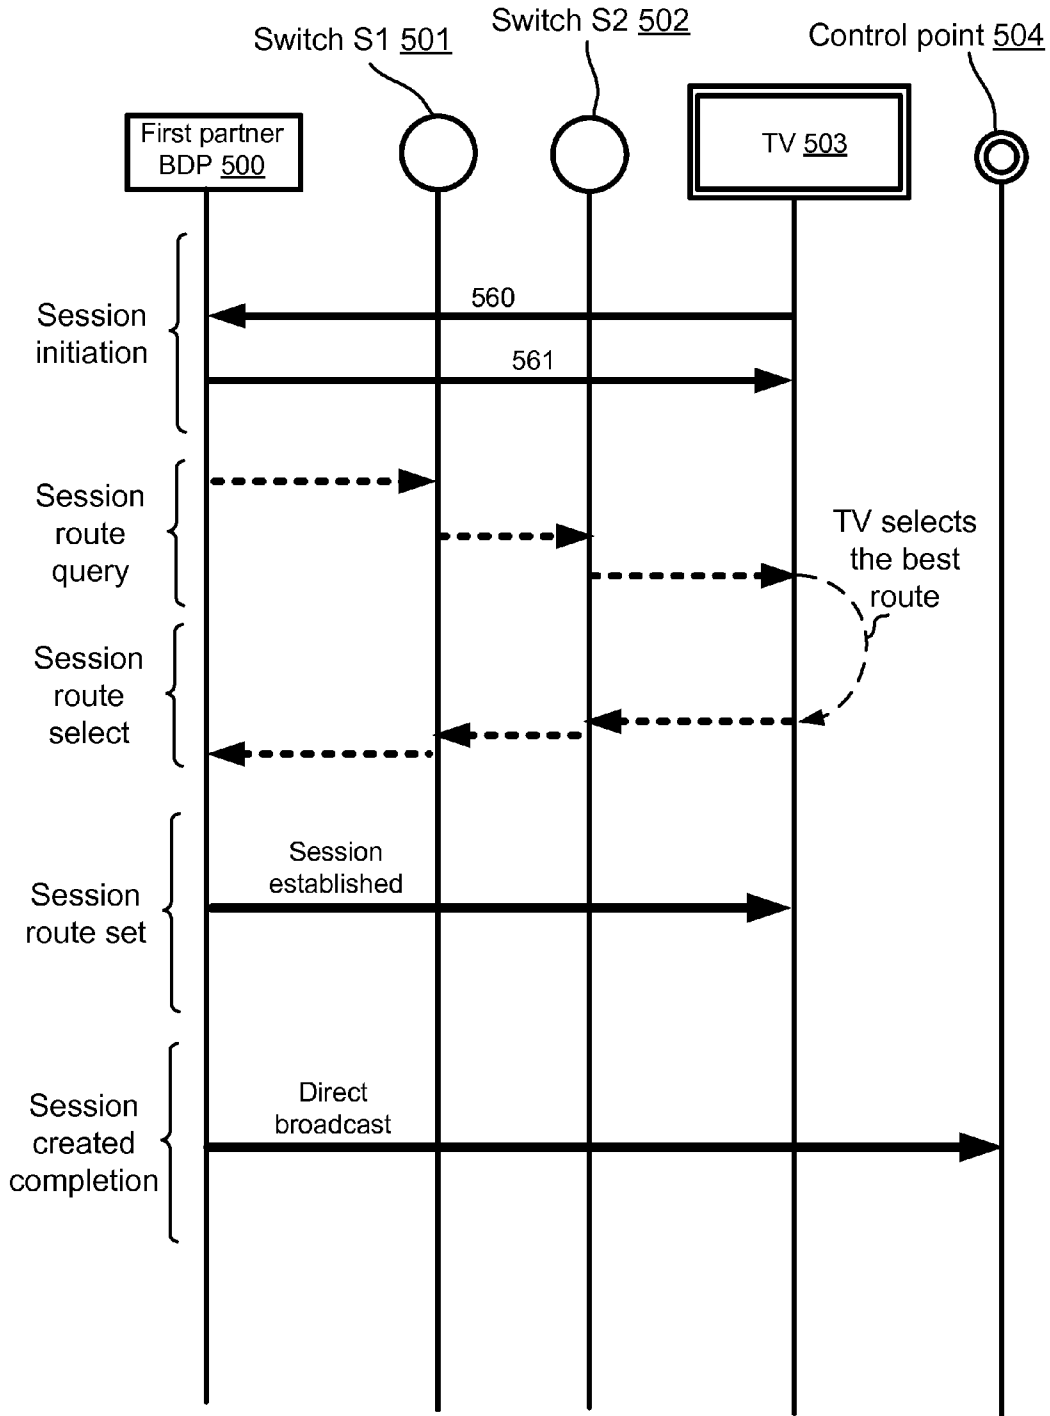 Switch S1 501
Switch S2 502
Control point 504
First partner
BDP 500
TV 503
Session
initiation
560
561
Session
route
query
TV selects
the best
route
Session
route
select
Session
route set
Session
established
Session
created
completion
Direct
broadcast